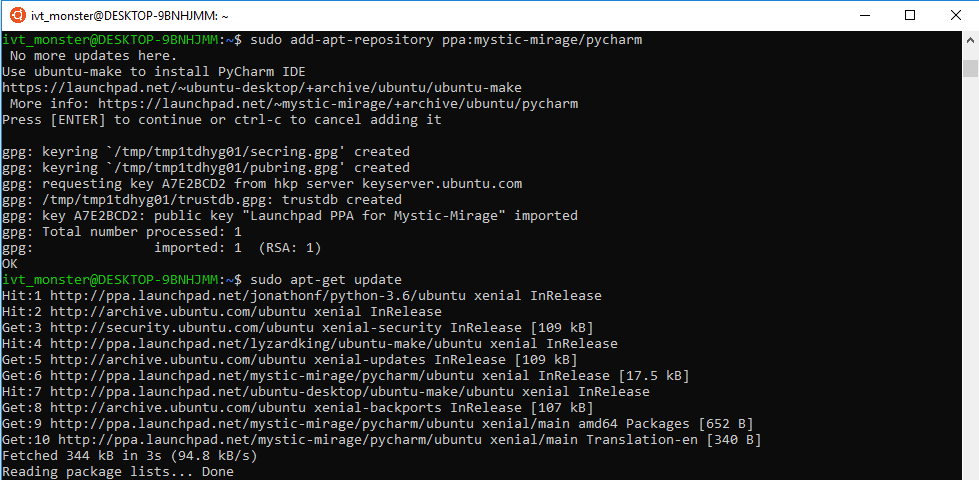 ivt_monster@DESKTOP-9BNHJMM: ~
ivt_monster@DESKTOP-9BNHJMM:~$ sudo add-apt-repository ppa:mystic-mirage/pycharm
 No more updates here.
Use ubuntu-make to install PyCharm IDE
https://launchpad.net/~ubuntu-desktop/+archive/ubuntu/ubuntu-make
 More info: https://launchpad.net/~mystic-mirage/+archive/ubuntu/pycharm
Press [ENTER] to continue or ctrl-c to cancel adding it
gpg: keyring `/tmp/tmp1tdhyg01/secring.gpg' created
gpg: keyring `/tmp/tmp1tdhyg01/pubring.gpg' created
gpg: requesting key A7E2BCD2 from hkp server keyserver.ubuntu.com
gpg: /tmp/tmp1tdhyg01/trustdb.gpg: trustdb created
gpg: key A7E2BCD2: public key "Launchpad PPA for Mystic-Mirage" imported
gpg: Total number processed: 1
gpg:               imported: 1  (RSA: 1)
OK
ivt_monster@DESKTOP-9BNHJMM:~$ sudo apt-get update
Hit:1 http://ppa.launchpad.net/jonathonf/python-3.6/ubuntu xenial InRelease
Hit:2 http://archive.ubuntu.com/ubuntu xenial InRelease
Get:3 http://security.ubuntu.com/ubuntu xenial-security InRelease [109 kB]
Hit:4 http://ppa.launchpad.net/lyzardking/ubuntu-make/ubuntu xenial InRelease
Get:5 http://archive.ubuntu.com/ubuntu xenial-updates InRelease [109 kB]
Get:6 http://ppa.launchpad.net/mystic-mirage/pycharm/ubuntu xenial InRelease [17.5 kB]
Hit:7 http://ppa.launchpad.net/ubuntu-desktop/ubuntu-make/ubuntu xenial InRelease
Get:8 http://archive.ubuntu.com/ubuntu xenial-backports InRelease [107 kB]
Get:9 http://ppa.launchpad.net/mystic-mirage/pycharm/ubuntu xenial/main amd64 Packages [652 B]
Get:10 http://ppa.launchpad.net/mystic-mirage/pycharm/ubuntu xenial/main Translation-en [340 B]
Fetched 344 kB in 3s (94.8 kB/s)
Reading package lists... Done